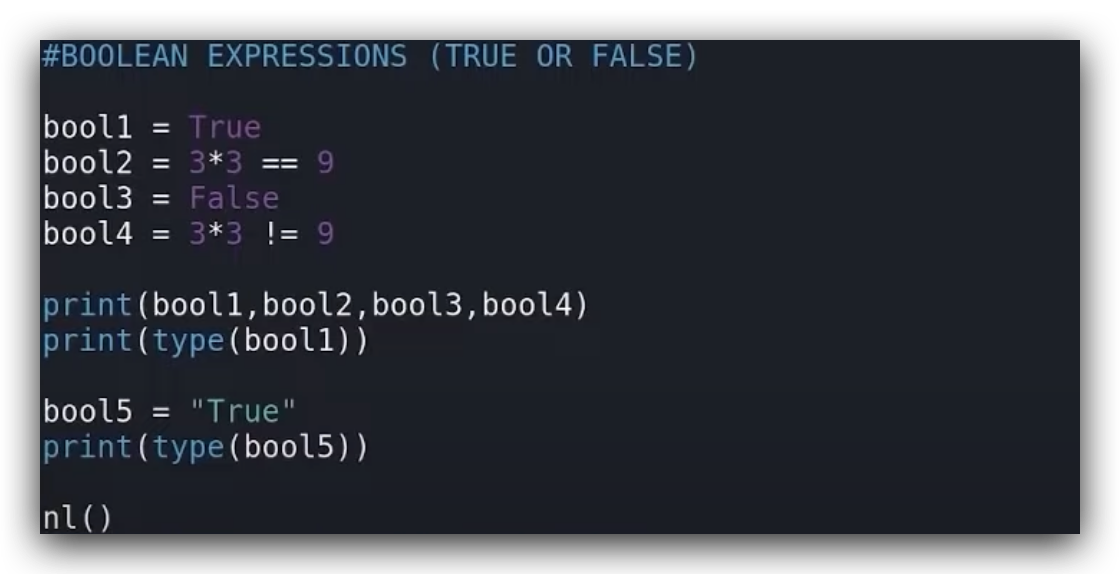 #BOOLEAN EXPRESSIONS (TRUE OR FALSE)
bool1 = True
bool2 = 3*3 == 9
bool3 = False
bool4 = 3*3 != 9
print(bool1,bool2,bool3,bool4)
print(type(bool1))
bool5 = "True"
print(type(bool5))
nl()